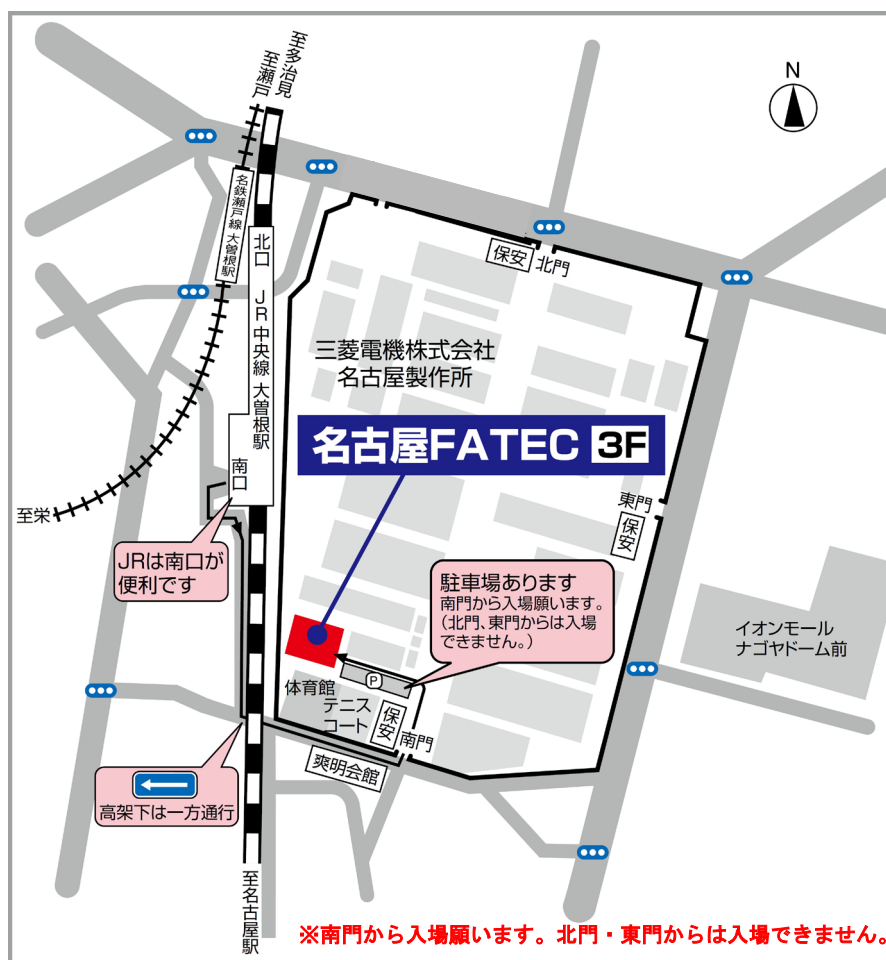 至多治見
至瀬戸
N
名鉄瀬戸線 大曽根駅
北口
JR中央線 大曽根駅
南口
保安
北門
三菱電機株式会社
名古屋製作所
名古屋FATEC 3F
東門
保安
至栄
JRは南口が
便利です
駐車場あります
南門から入場願います。
(北門、東門からは入場
できません。)
イオンモール
ナゴヤドーム前
P
体育館
テニス
コート
保安
南門
爽明会館
高架下は一方通行
至名古屋駅
※南門から入場願います。北門・東門からは入場できません。